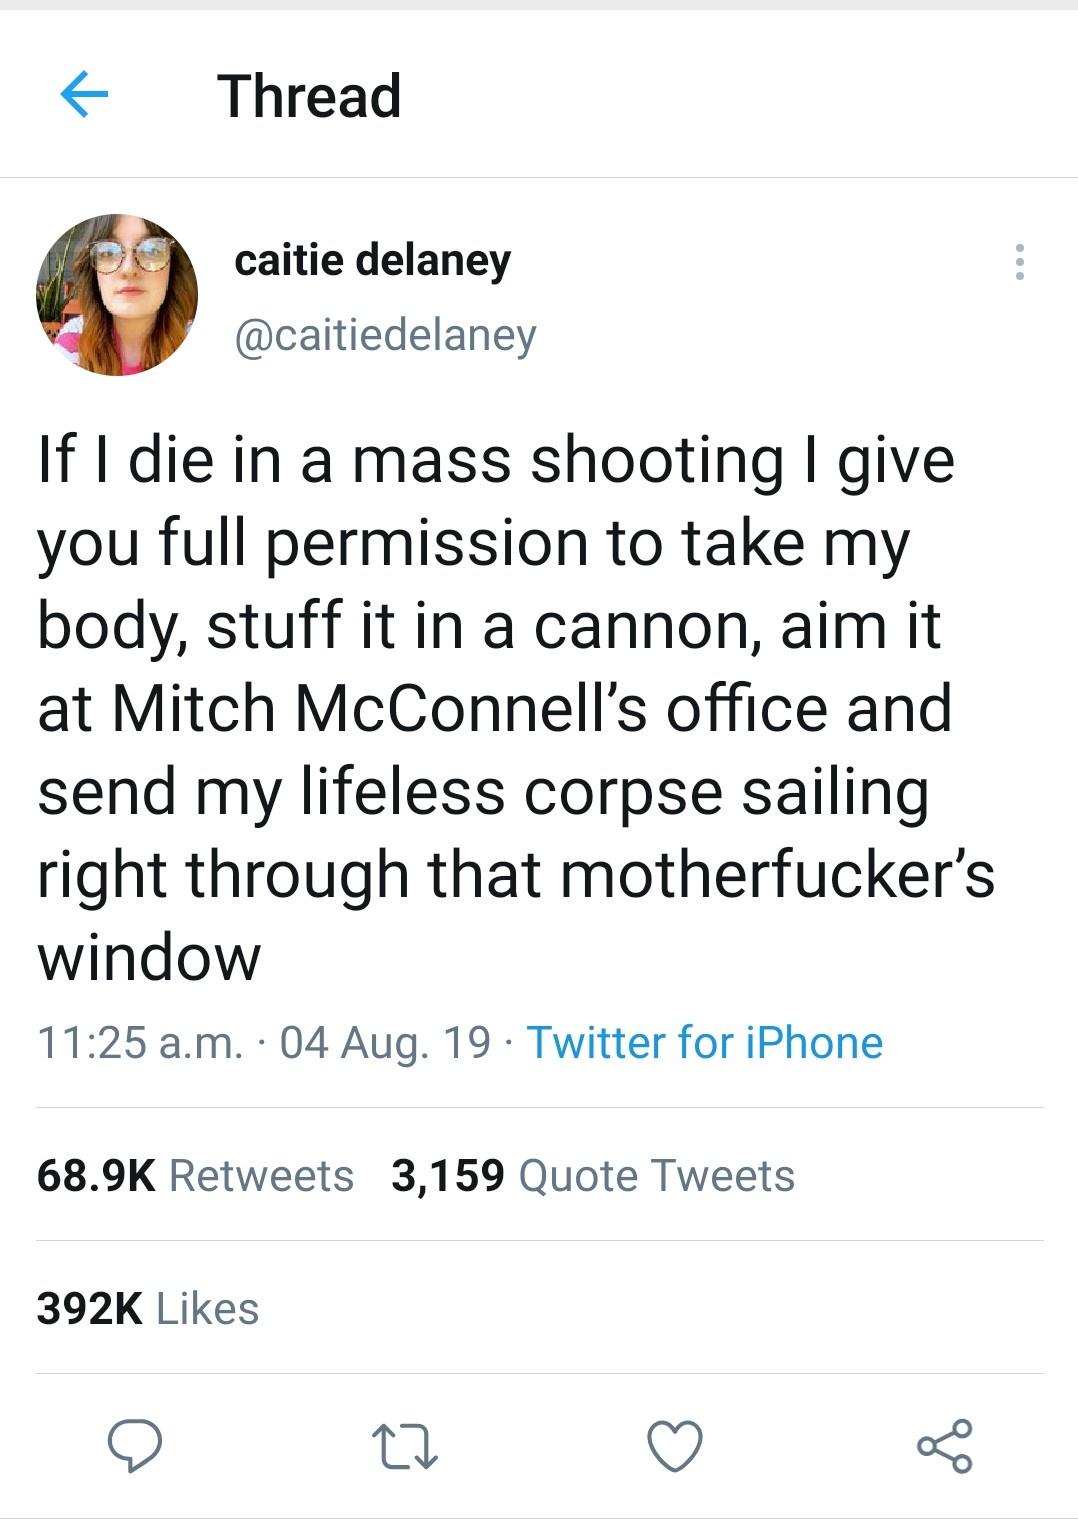 Thread
caitie delaney
@caitiedelaney
If I die in a mass shooting I give
you full permission to take my
body, stuff it in a cannon, aim it
at Mitch McConnell’s office and
send my lifeless corpse sailing
right through that motherfucker’s
window
11:25 a.m. · 04 Aug. 19 · Twitter for iPhone
68.9K Retweets 3,159 Quote Tweets
392K Likes